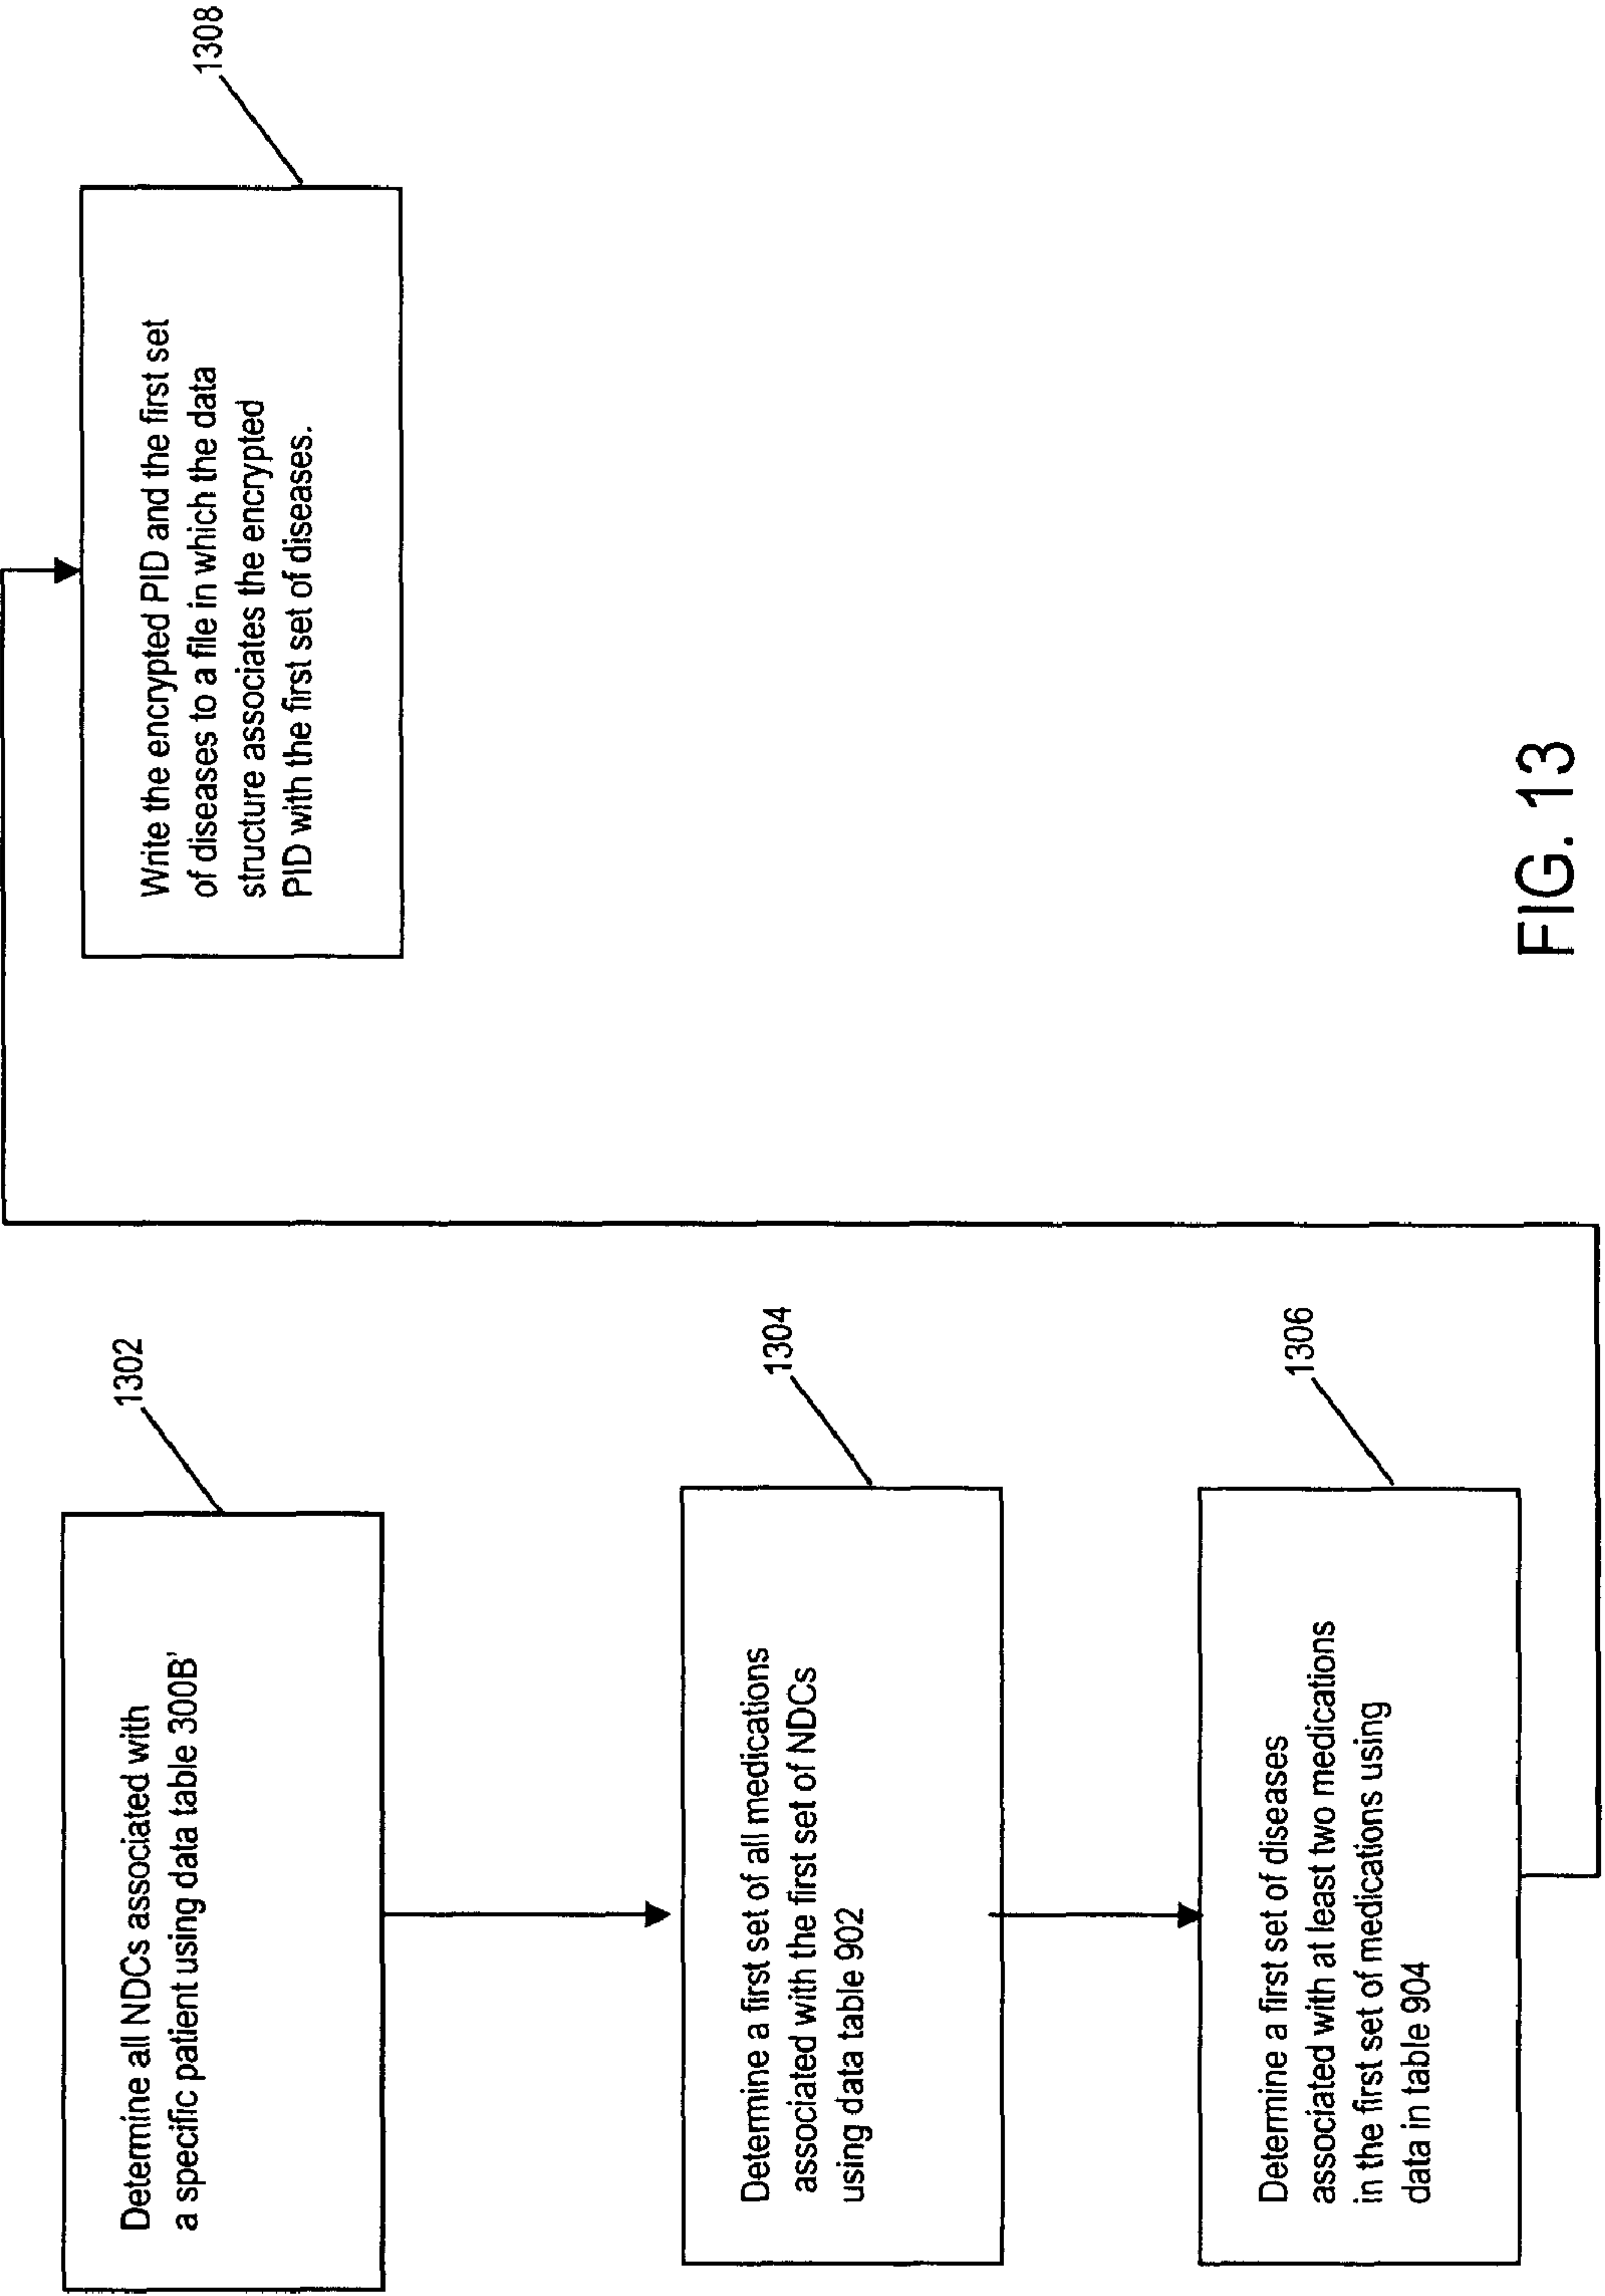 1302
Determine all NDCs associated with
a specific patient using data table 300B'
1304
Determine a first set of all medications
associated with the first set of NDCs
using data table 902
1306
Determine a first set of diseases
associated with at least two medications
in the first set of medications using
data in table 904
1308
Write the encrypted PID and the first set
of diseases to a file in which the data
structure associates the encrypted
PID with the first set of diseases.
FIG. 13